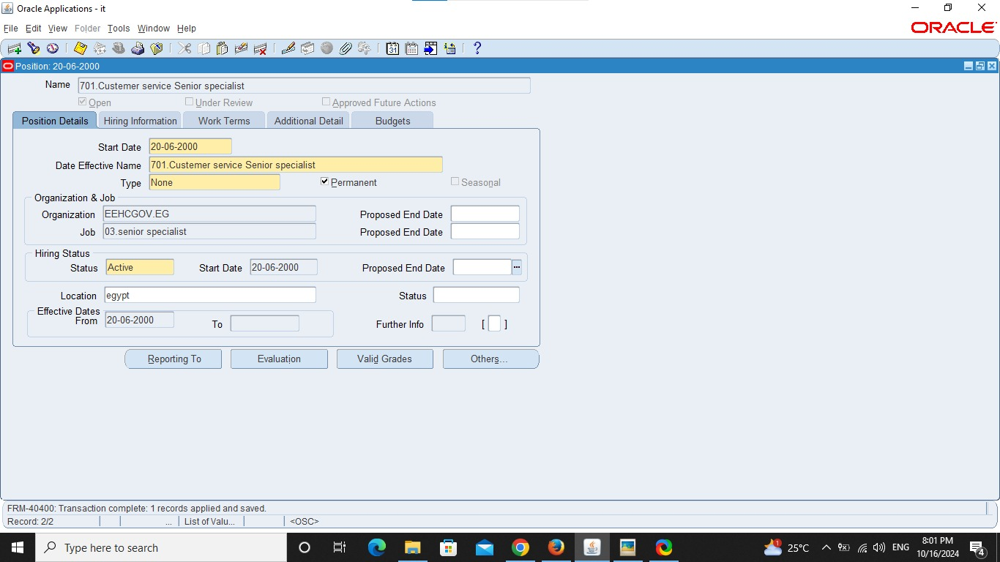 Oracle Applications - it
File Edit View Folder Tools Window Help
ORACLE
Position: 20-06-2000
Name 701.Custemer service Senior specialist
Open Under Review Approved Future Actions
Position Details Hiring Information Work Terms Additional Detail Budgets
Start Date 20-06-2000
Date Effective Name 701.Custemer service Senior specialist
Type None Permanent Seasonal
Organization & Job
Organization EEHCGOV.EG Proposed End Date
Job 03.senior specialist Proposed End Date
Hiring Status
Status Active Start Date 20-06-2000 Proposed End Date ...
Location egypt Status
Effective Dates
From 20-06-2000 To Further Info [ ]
Reporting To Evaluation Valid Grades Others...
FRM-40400: Transaction complete: 1 records applied and saved.
Record: 2/2 ... List of Valu... <OSC>
Type here to search 1 25°C ENG 8:01 PM
10/16/2024 4